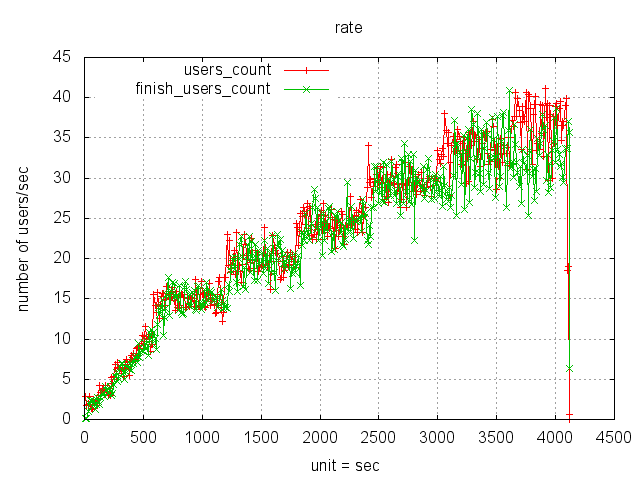 rate
number of users/sec
45
40
35
30
25
20
15
10
5
0
users_count
finish_users_count
0 500 1000 1500 2000 2500 3000 3500 4000 4500
unit = sec